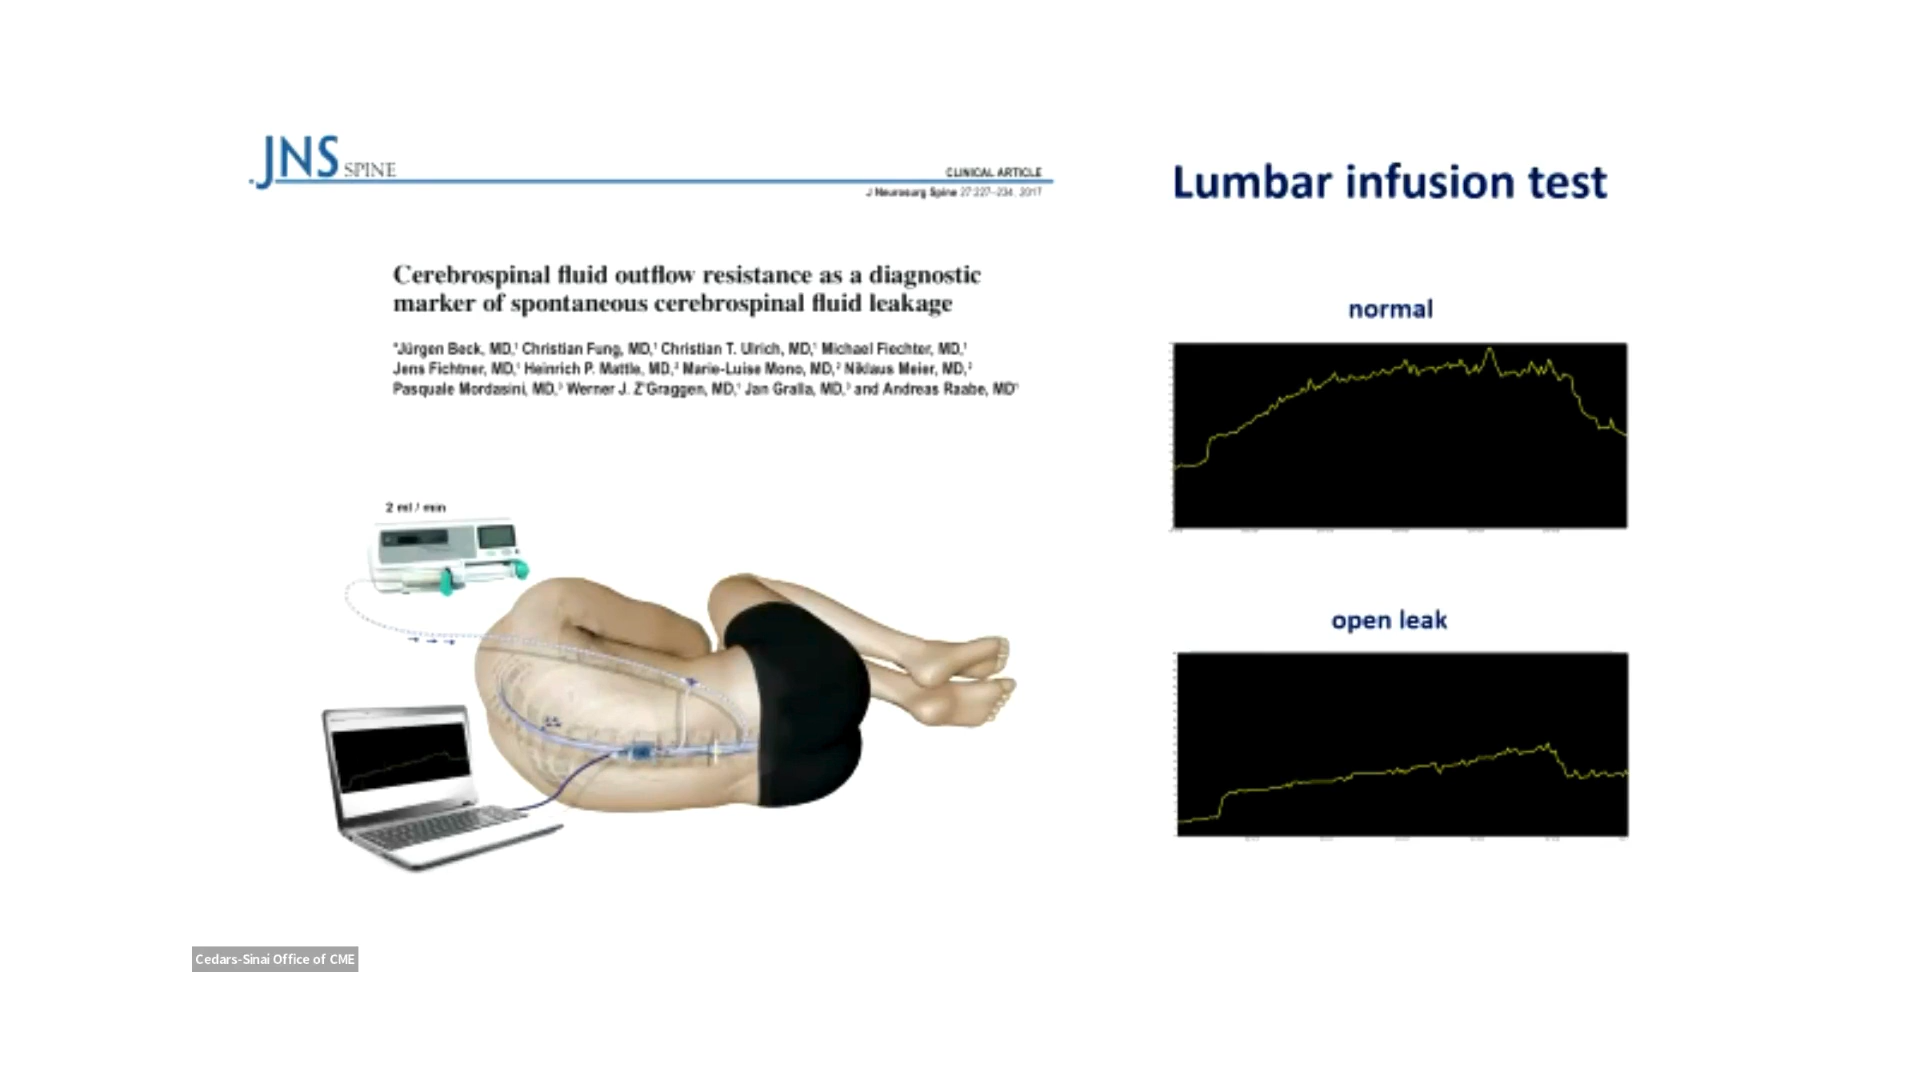 JNS SPINE
CLINICAL ARTICLE
J Neurosurg Spine 27:227–234, 2017
Cerebrospinal fluid outflow resistance as a diagnostic
marker of spontaneous cerebrospinal fluid leakage
*Jürgen Beck, MD,¹ Christian Fung, MD,¹ Christian T. Ulrich, MD,¹ Michael Fiechter, MD,¹
Jens Fichtner, MD,¹ Heinrich P. Mattle, MD,² Marie-Luise Mono, MD,² Niklaus Meier, MD,²
Pasquale Mordasini, MD,³ Werner J. Z'Graggen, MD,¹ Jan Gralla, MD,³ and Andreas Raabe, MD¹
2 ml / min
Lumbar infusion test
normal
open leak
Cedars-Sinai Office of CME